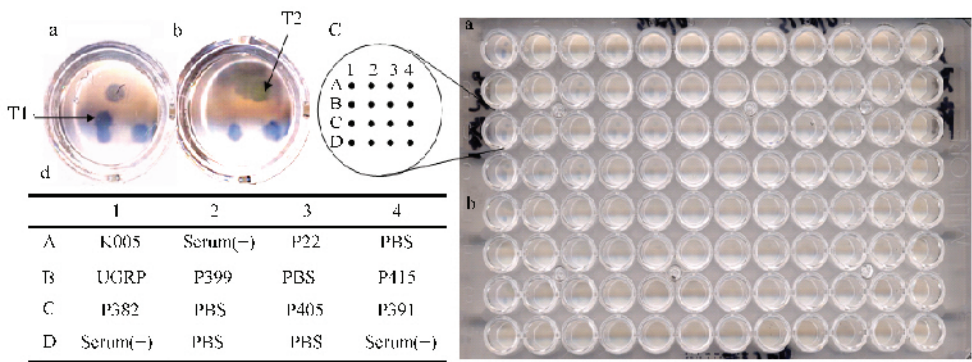 a b T2 C a
1 2 3 4
A
B
T1 C
D
d
b
1 2 3 4
A K005 Serum(−) P22 PBS
B UGRP P399 PBS P415
C P382 PBS P405 P391
D Serum(−) PBS PBS Serum(−)